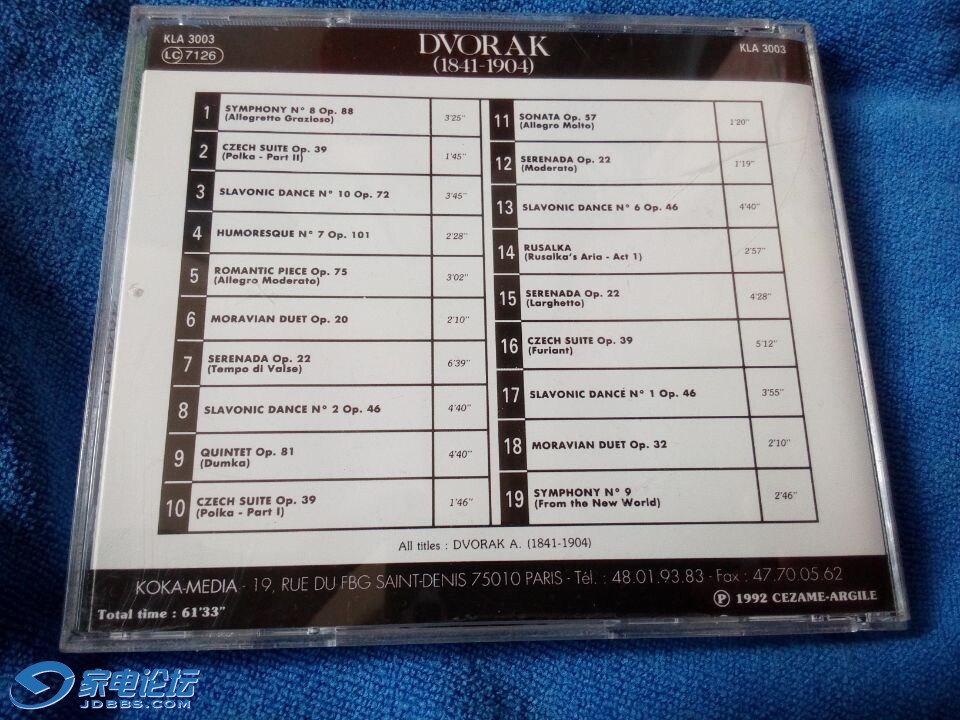 KLA 3003
LC 7126
DVORAK
(1841-1904)
KLA 3003
1 SYMPHONY N° 8 Op. 88 3'25"
(Allegretto Grazioso)
2 CZECH SUITE Op. 39 1'45"
(Polka - Part II)
3 SLAVONIC DANCE N° 10 Op. 72 3'45"
4 HUMORESQUE N° 7 Op. 101 2'28"
5 ROMANTIC PIECE Op. 75 3'02"
(Allegro Moderato)
6 MORAVIAN DUET Op. 20 2'10"
7 SERENADA Op. 22 6'39"
(Tempo di Valse)
8 SLAVONIC DANCE N° 2 Op. 46 4'40"
9 QUINTET Op. 81 4'40"
(Dumka)
10 CZECH SUITE Op. 39 1'46"
(Polka - Part I)
11 SONATA Op. 57 1'20"
(Allegro Molto)
12 SERENADA Op. 22 1'19"
(Moderato)
13 SLAVONIC DANCE N° 6 Op. 46 4'40"
14 RUSALKA 2'57"
(Rusalka's Aria - Act 1)
15 SERENADA Op. 22 4'28"
(Larghetto)
16 CZECH SUITE Op. 39 5'12"
(Furiant)
17 SLAVONIC DANCE N° 1 Op. 46 3'55"
18 MORAVIAN DUET Op. 32 2'10"
19 SYMPHONY N° 9 2'46"
(From the New World)
All titles : DVORAK A. (1841-1904)
KOKA-MEDIA - 19, RUE DU FBG SAINT-DENIS 75010 PARIS - Tél. : 48.01.93.83 - Fax : 47.70.05.62
Total time : 61'33"
℗ 1992 CEZAME-ARGILE
家电论坛
JDBBS.COM